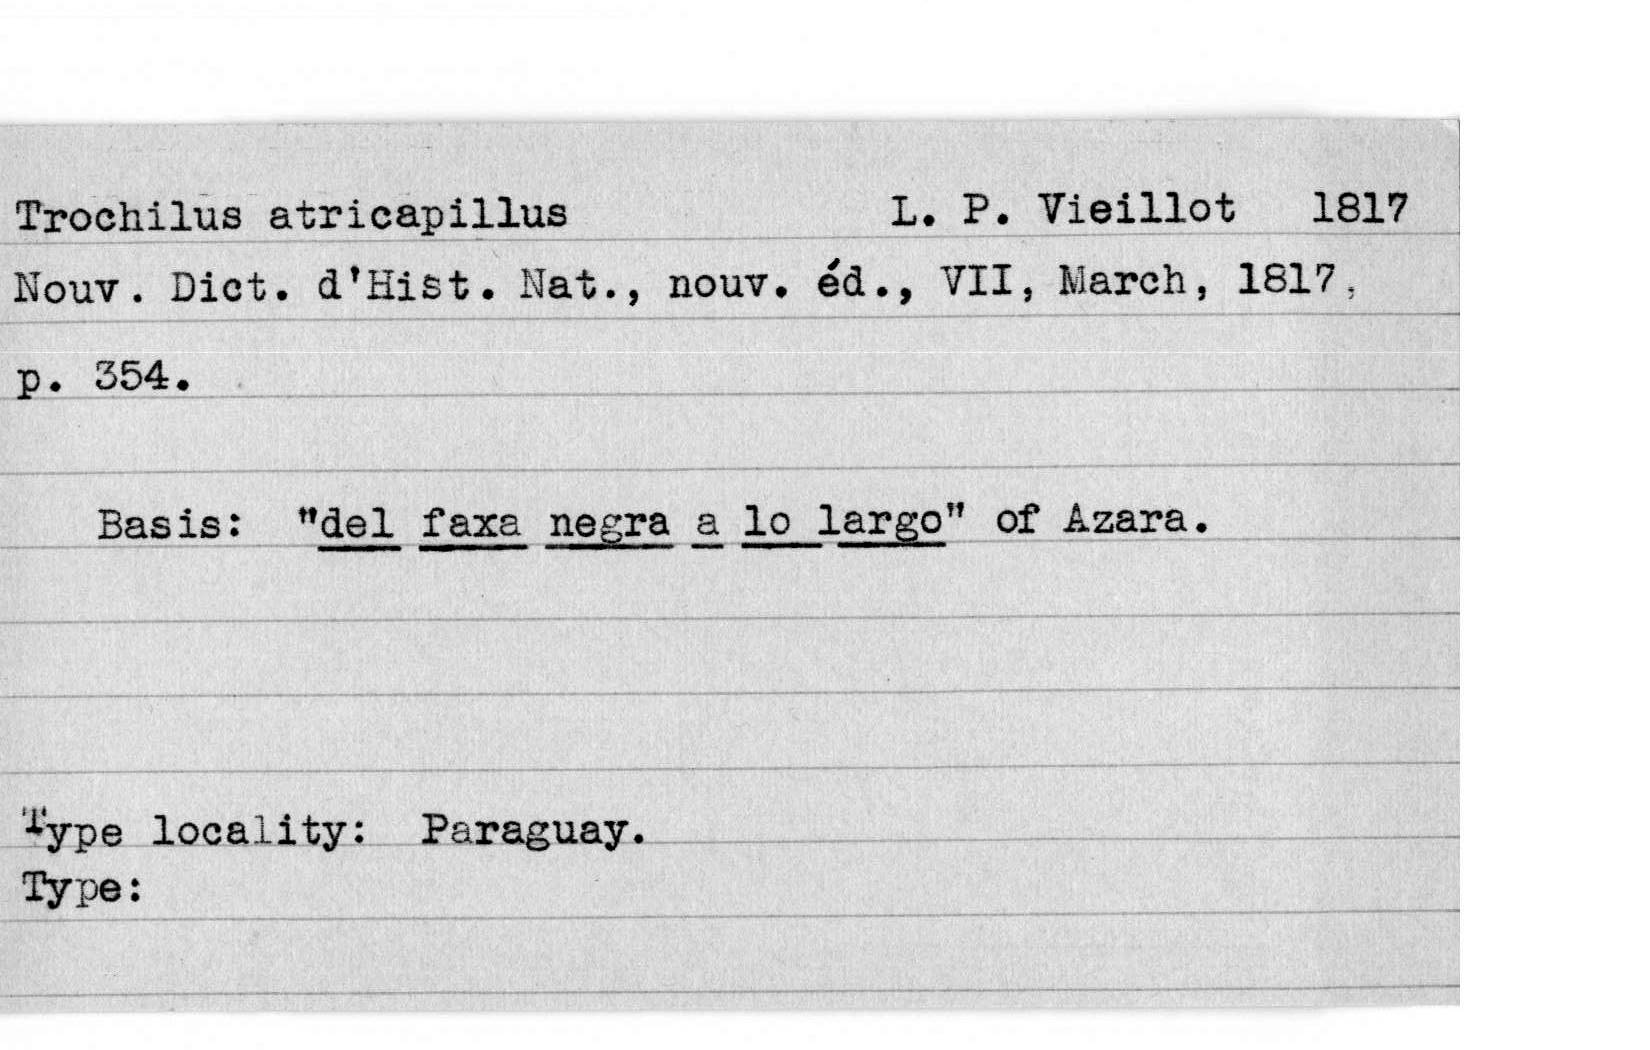 Trochilus atricapillus L. P. Vieillot 1817
Nouv. Dict. d'Hist. Nat., nouv. éd., VII, March, 1817,
p. 354.
Basis: "del faxa negra a lo largo" of Azara.
Type locality: Paraguay.
Type: